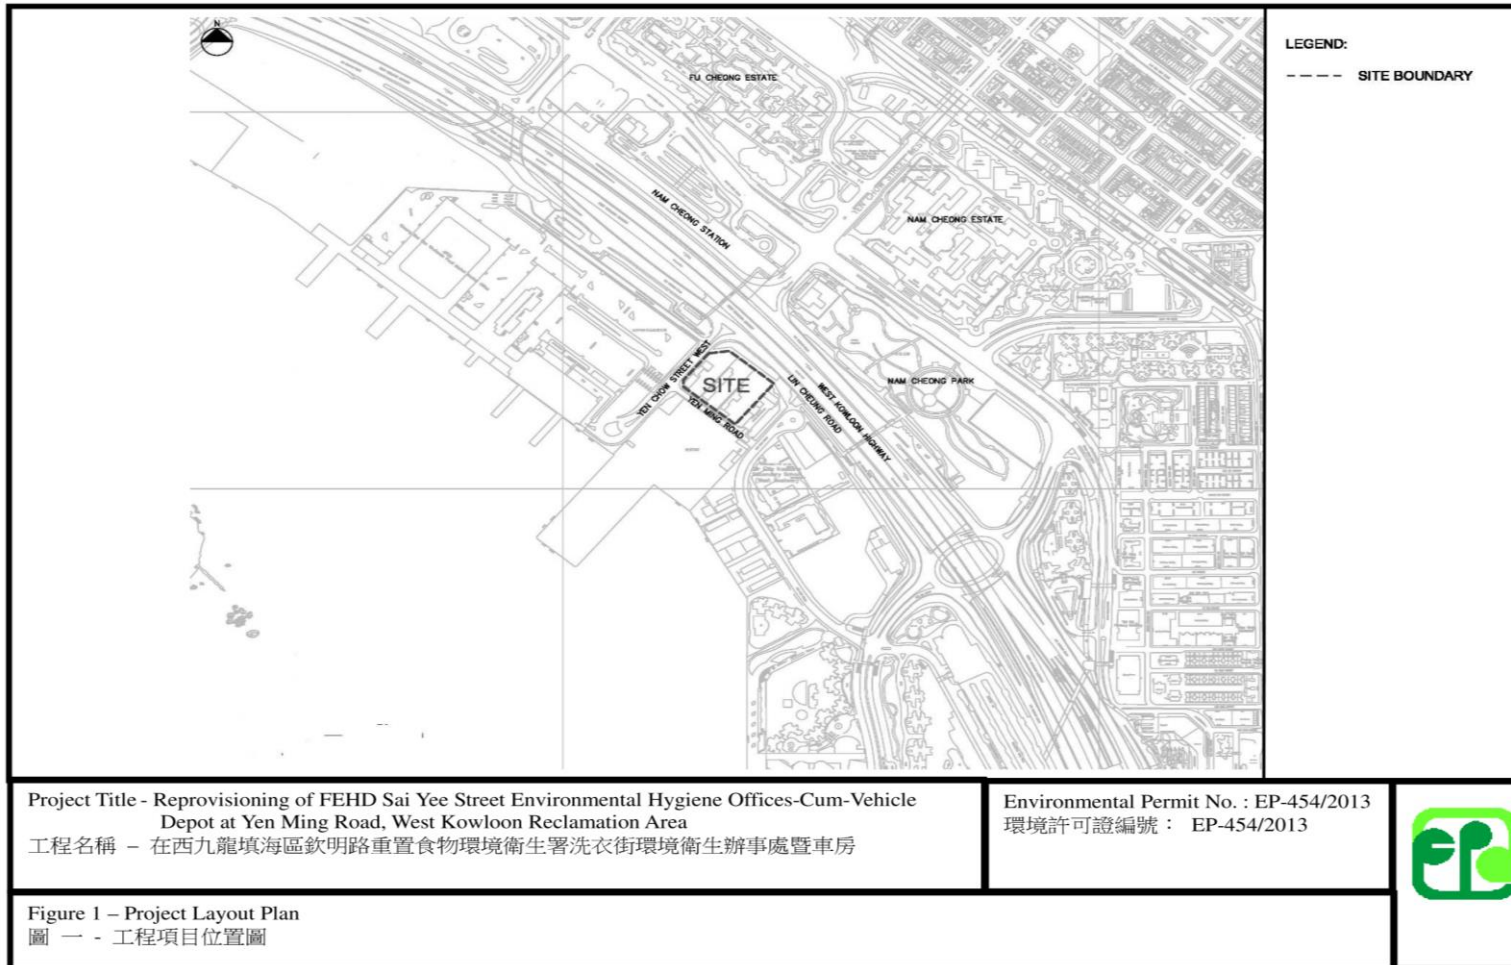 N
LEGEND:
SITE BOUNDARY
FU CHEONG ESTATE
NAM CHEONG STATION
NAM CHEONG ESTATE
YEN CHOW STREET WEST
SITE
YEN MING ROAD
LIN CHEUNG ROAD
WEST KOWLOON HIGHWAY
NAM CHEONG PARK
Project Title - Reprovisioning of FEHD Sai Yee Street Environmental Hygiene Offices-Cum-Vehicle
Depot at Yen Ming Road, West Kowloon Reclamation Area
工程名稱 – 在西九龍填海區欽明路重置食物環境衛生署洗衣街環境衛生辦事處暨車房
Environmental Permit No. : EP-454/2013
環境許可證編號： EP-454/2013
Figure 1 – Project Layout Plan
圖 一 - 工程項目位置圖